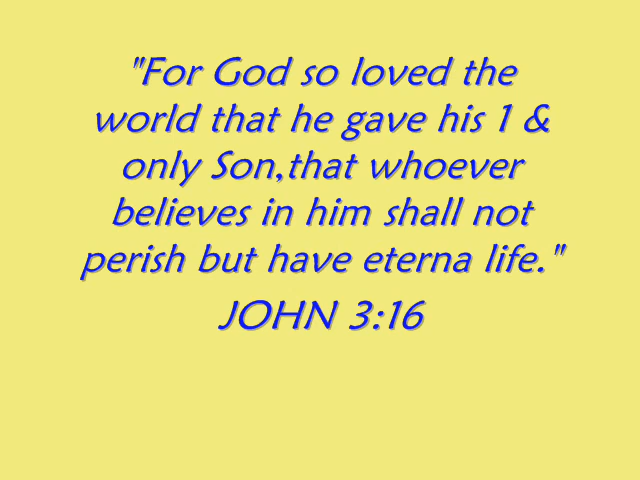 "For God so loved the
world that he gave his 1 &
only Son,that whoever
believes in him shall not
perish but have eterna life."
JOHN 3:16